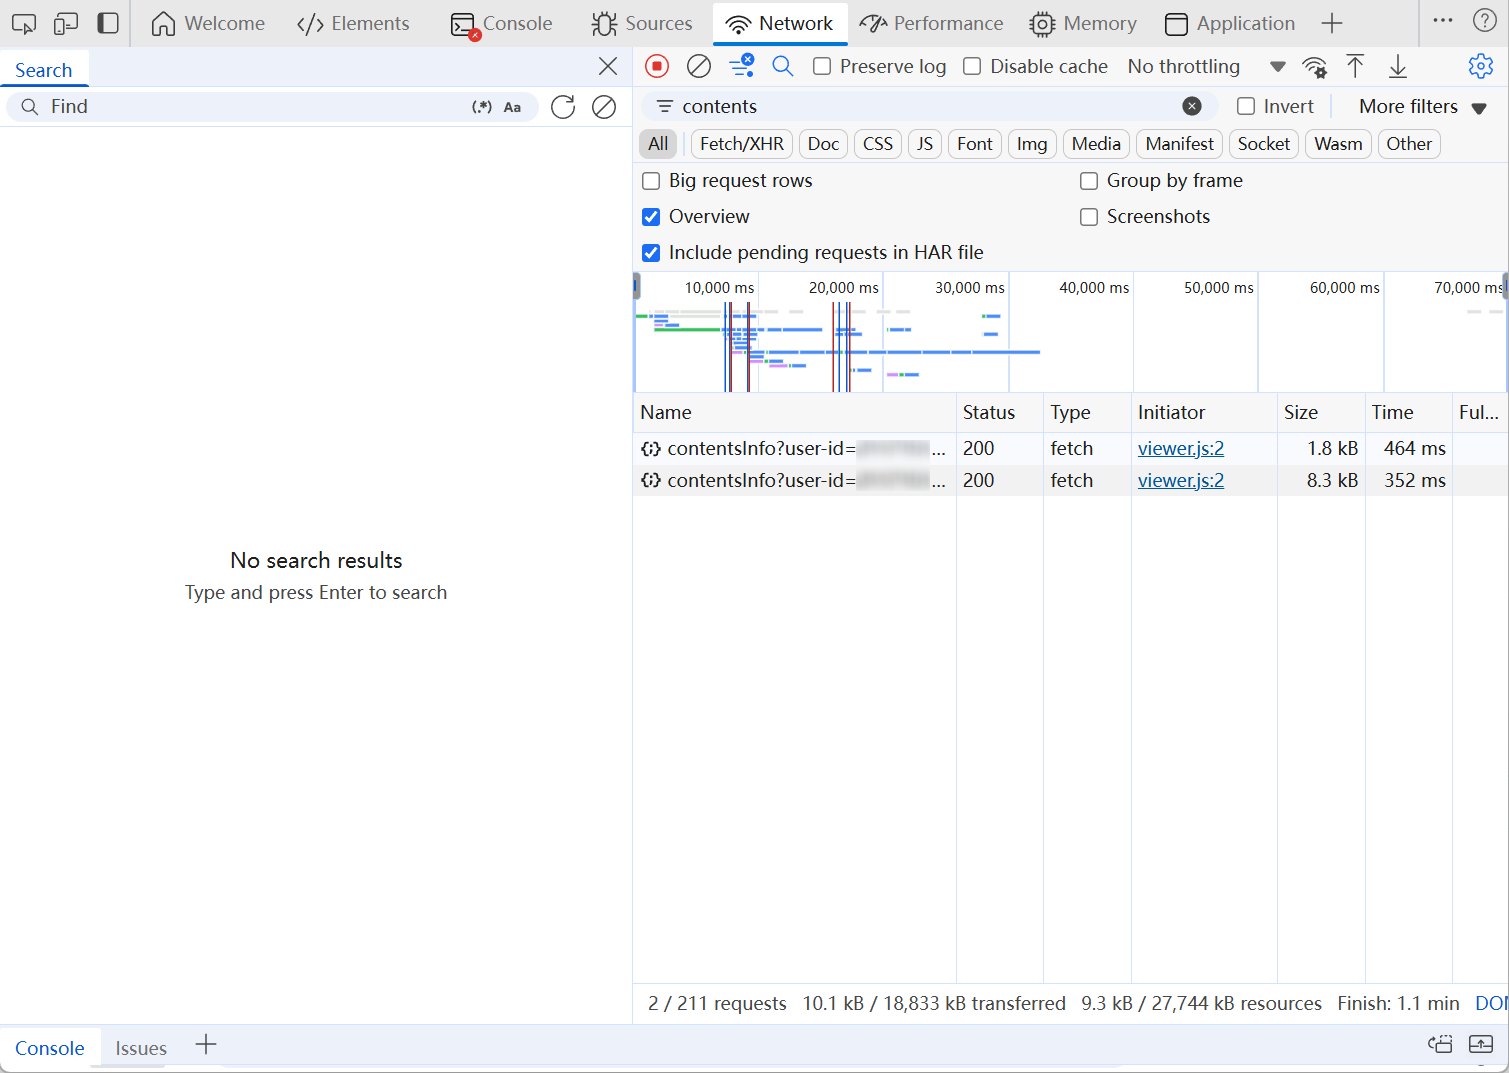 Welcome Elements Console Sources Network Performance Memory Application
Search
Find (.*) Aa
No search results
Type and press Enter to search
Preserve log Disable cache No throttling
contents Invert More filters
All Fetch/XHR Doc CSS JS Font Img Media Manifest Socket Wasm Other
Big request rows Group by frame
Overview Screenshots
Include pending requests in HAR file
10,000 ms 20,000 ms 30,000 ms 40,000 ms 50,000 ms 60,000 ms 70,000 ms
Name Status Type Initiator Size Time Ful...
contentsInfo?user-id= ... 200 fetch viewer.js:2 1.8 kB 464 ms
contentsInfo?user-id= ... 200 fetch viewer.js:2 8.3 kB 352 ms
2 / 211 requests 10.1 kB / 18,833 kB transferred 9.3 kB / 27,744 kB resources Finish: 1.1 min DO
Console Issues